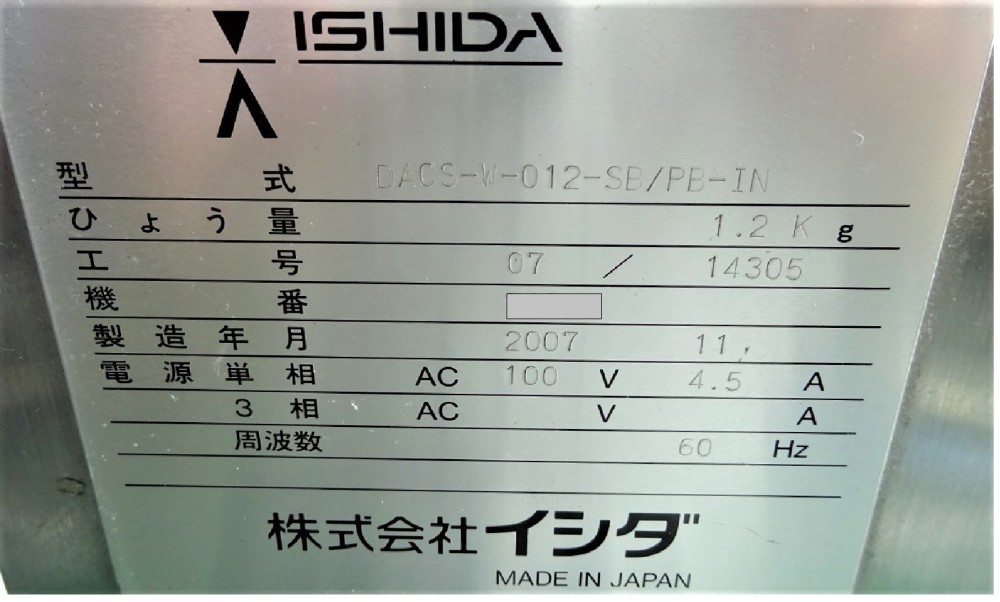 ISHIDA
型式 DACS-W-012-SB/PB-IN
ひょう量 1.2 K g
工号 07 / 14305
機番
製造年月 2007 11,
電源単相 AC 100 V 4.5 A
3相 AC V A
周波数 60 Hz
株式会社イシダ
MADE IN JAPAN